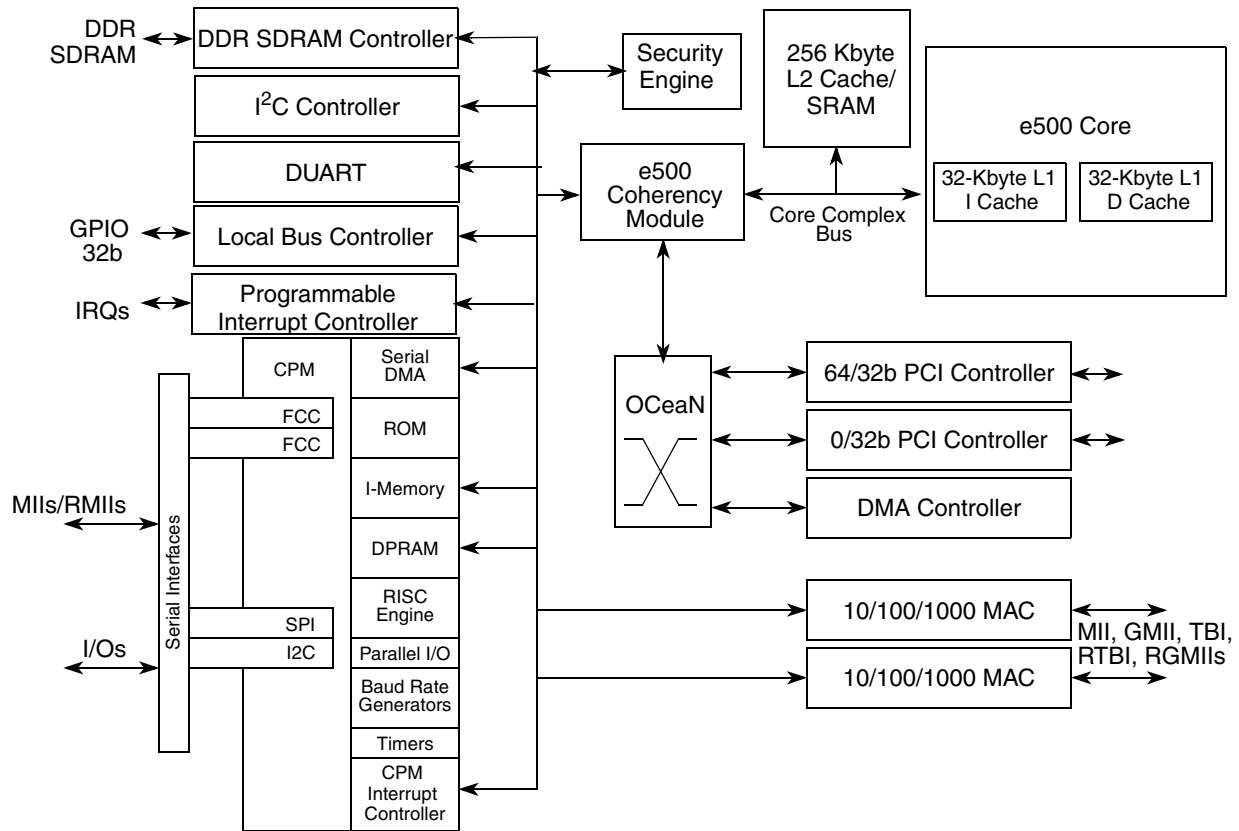 DDR
SDRAM
DDR SDRAM Controller
I2C Controller
DUART
GPIO
32b
Local Bus Controller
IRQs
Programmable
Interrupt Controller
Security
Engine
256 Kbyte
L2 Cache/
SRAM
e500 Core
32-Kbyte L1
I Cache
32-Kbyte L1
D Cache
e500
Coherency
Module
Core Complex
Bus
CPM
Serial
DMA
FCC
FCC
ROM
I-Memory
DPRAM
RISC
Engine
SPI
I2C
Parallel I/O
Baud Rate
Generators
Timers
CPM
Interrupt
Controller
MIIs/RMIIs
I/Os
Serial Interfaces
OCeaN
64/32b PCI Controller
0/32b PCI Controller
DMA Controller
10/100/1000 MAC
10/100/1000 MAC
MII, GMII, TBI,
RTBI, RGMIIs